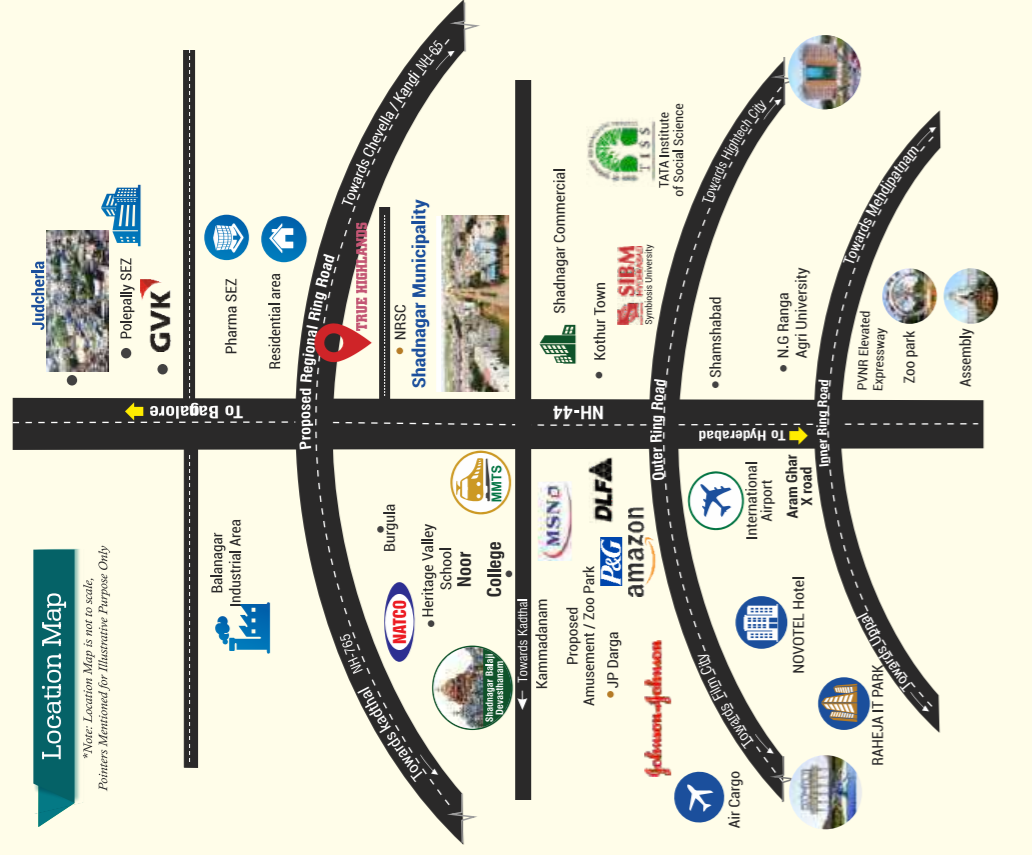 Location Map
*Note: Location Map is not to scale,
Pointers Mentioned for Illustrative Purpose Only
Judcherla
Polepally SEZ
GVK
To Bagalore
Pharma SEZ
Residential area
Balanagar
Industrial Area
Proposed Regional Ring Road
Towards Chevella / Kandi NH-65
Towards kadthal NH-765
TRUE HIGHLANDS
NRSC
Shadnagar Municipality
Burgula
NATCO
Heritage Valley
School
Noor
College
MMTS
Shadnagar Balaji
Devasthanam
Towards Kadthal
Kammadanam
NH-44
Shadnagar Commercial
Kothur Town
SIBM
HYDERABAD
Symbiosis University
TISS
TATA Institute
of Social Science
MSN
DLF
P&G
amazon
Proposed
Amusement / Zoo Park
JP Darga
Johnson-Johnson
Outer Ring Road
Towards Hightech City
Towards Film City
Shamshabad
To Hyderabad
International
Airport
NOVOTEL Hotel
Air Cargo
N.G Ranga
Agri University
Aram Ghar
X road
Inner Ring Road
Towards Mehdipatnam
Towards Uppal
PVNR Elevated
Expressway
Zoo park
Assembly
RAHEJA IT PARK